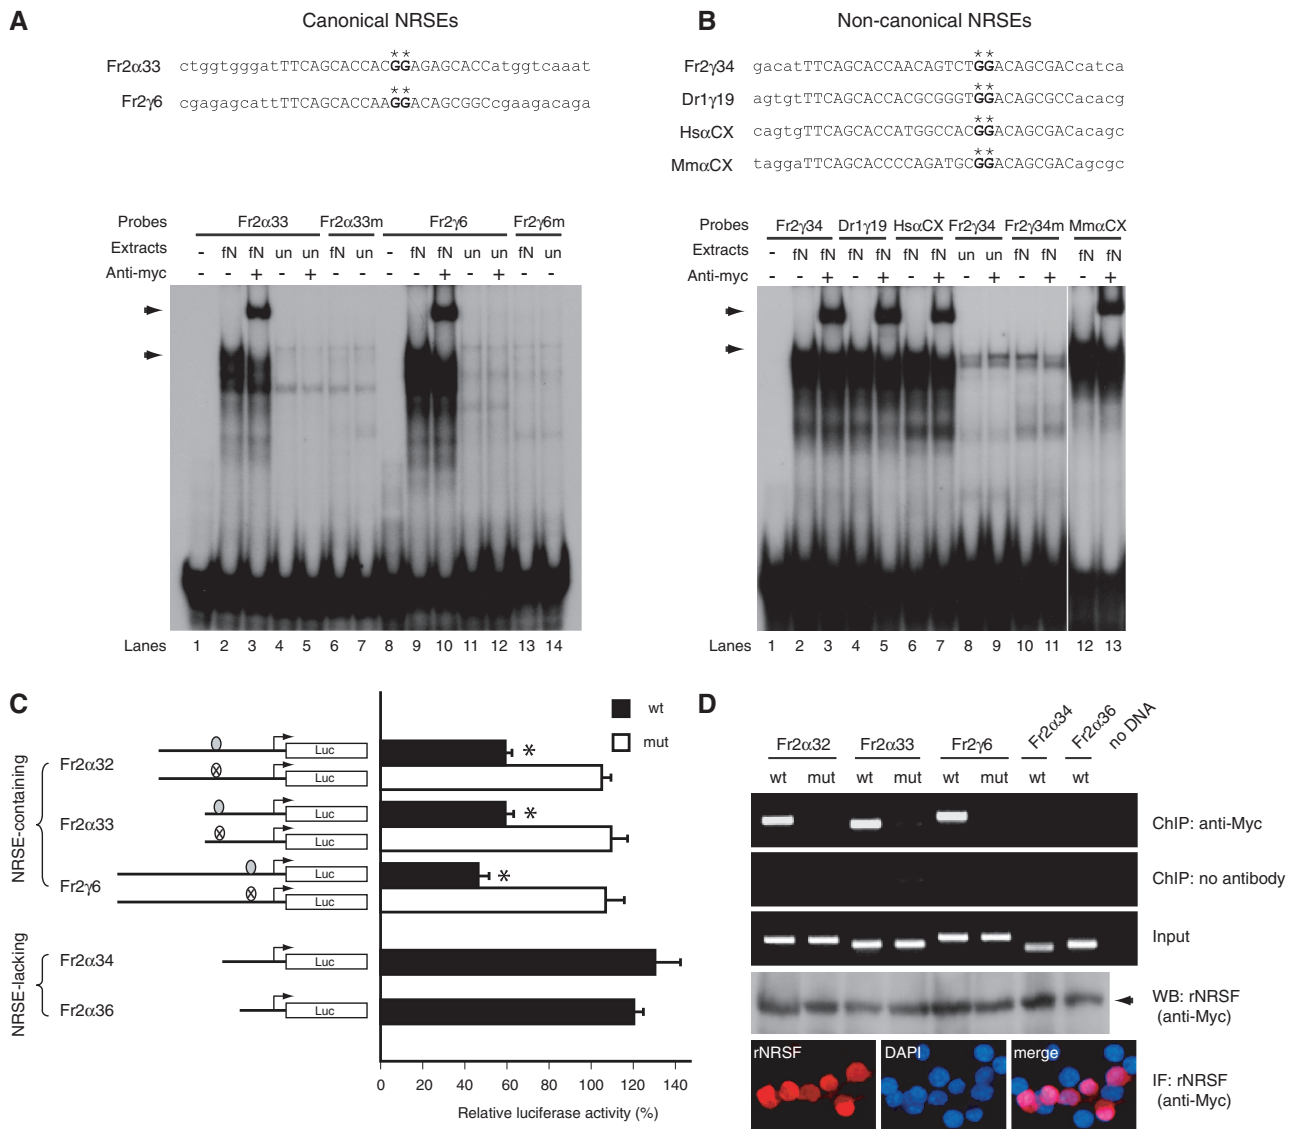 A
Canonical NRSEs
**
Fr2α33 ctggtgggatTTCAGCACCACGGAGAGCACCatggtcaaat
**
Fr2γ6 cgagagcattTTCAGCACCAAGGACAGCGGCcgaagacaga
Probes Fr2α33 Fr2α33m Fr2γ6 Fr2γ6m
Extracts - fN fN un un fN un - fN fN un un fN un
Anti-myc - - + - + - - - - + - + - -
Lanes 1 2 3 4 5 6 7 8 9 10 11 12 13 14
B
Non-canonical NRSEs
**
Fr2γ34 gacatTTCAGCACCAACAGTCTGGACAGCGACcatca
**
Dr1γ19 agtgtTTCAGCACCACGCGGGTGGACAGCGCCacacg
**
HsαCX cagtgTTCAGCACCATGGCCACGGACAGCGACacagc
**
MmαCX taggaTTCAGCACCCCAGATGCGGACAGCGACagcgc
Probes Fr2γ34 Dr1γ19 HsαCX Fr2γ34 Fr2γ34m MmαCX
Extracts - fN fN fN fN fN fN un un fN fN fN fN
Anti-myc - - + - + - + - + - + - +
1 2 3 4 5 6 7 8 9 10 11 12 13
C
wt
mut
NRSE-containing
Fr2α32
Luc
*
Luc
Fr2α33
Luc
*
Luc
Fr2γ6
Luc
*
Luc
NRSE-lacking
Fr2α34
Luc
Fr2α36
Luc
0 20 40 60 80 100 120 140
Relative luciferase activity (%)
D
Fr2α32 Fr2α33 Fr2γ6 Fr2α34 Fr2α36 no DNA
wt mut wt mut wt mut wt wt
ChIP: anti-Myc
ChIP: no antibody
Input
WB: rNRSF
(anti-Myc)
rNRSF DAPI merge
IF: rNRSF
(anti-Myc)